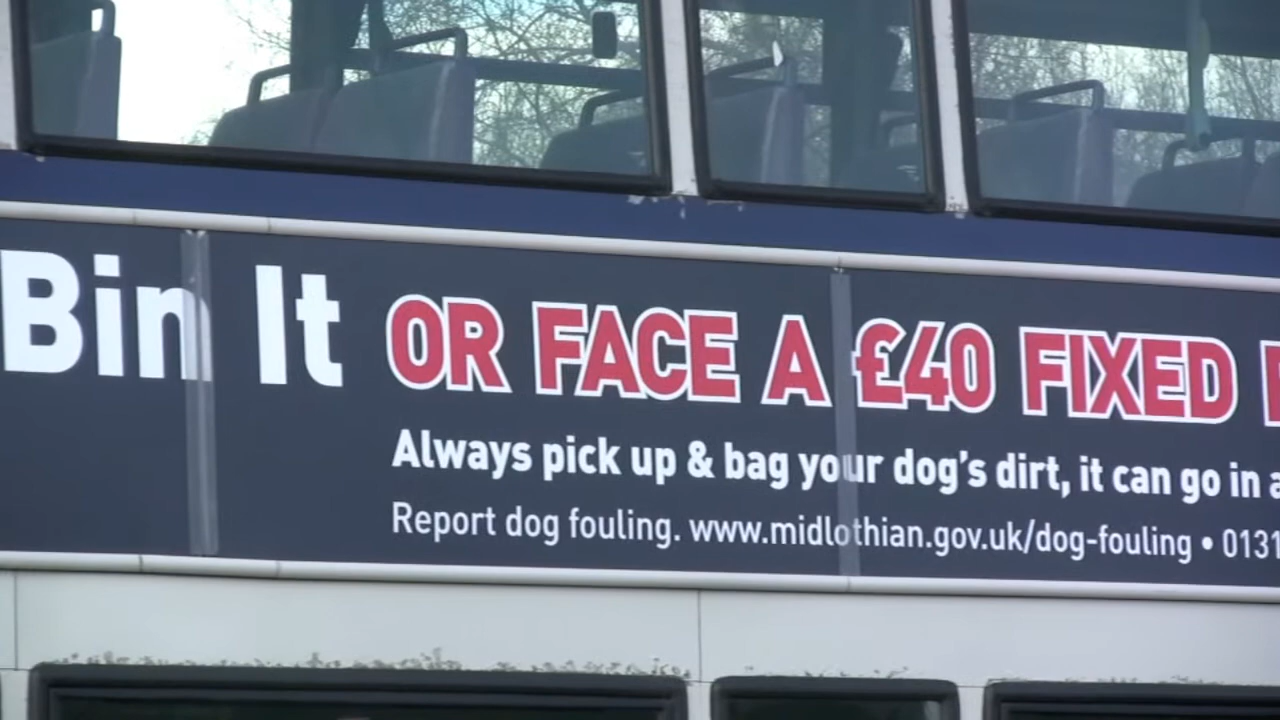 Bin It OR FACE A £40 FIXED
Always pick up & bag your dog's dirt, it can go in a
Report dog fouling. www.midlothian.gov.uk/dog-fouling • 0131